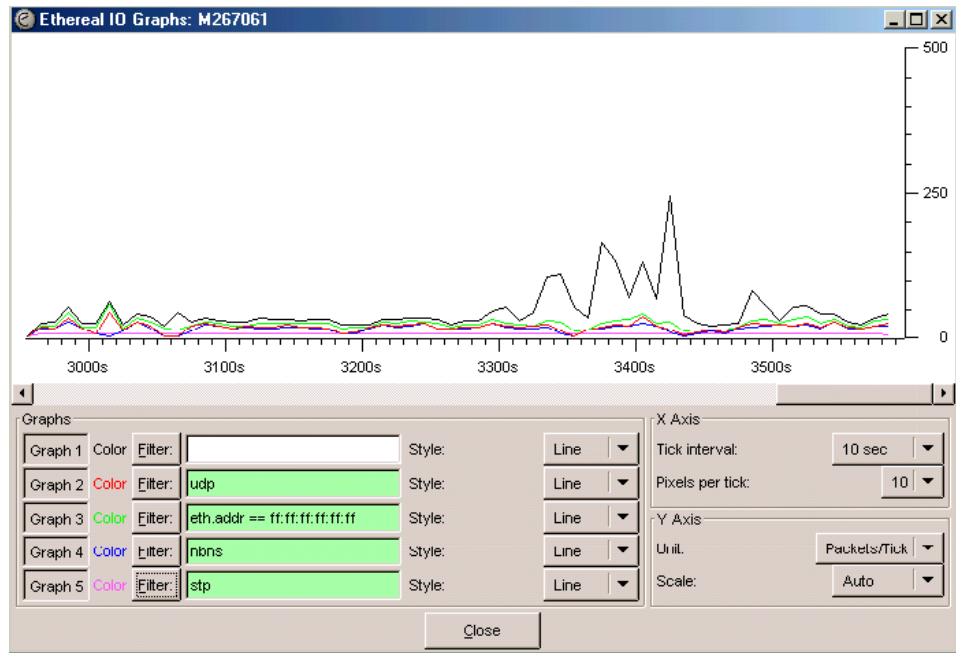 Ethereal IO Graphs: M267061
500
250
0
3000s 3100s 3200s 3300s 3400s 3500s
Graphs
Graph 1 Color Filter: Style: Line
Graph 2 Color Filter: udp Style: Line
Graph 3 Color Filter: eth.addr == ff:ff:ff:ff:ff:ff Style: Line
Graph 4 Color Filter: nbns Style: Line
Graph 5 Color Filter: stp Style: Line
X Axis
Tick interval: 10 sec
Pixels per tick: 10
Y Axis
Unit: Packets/Tick
Scale: Auto
Close